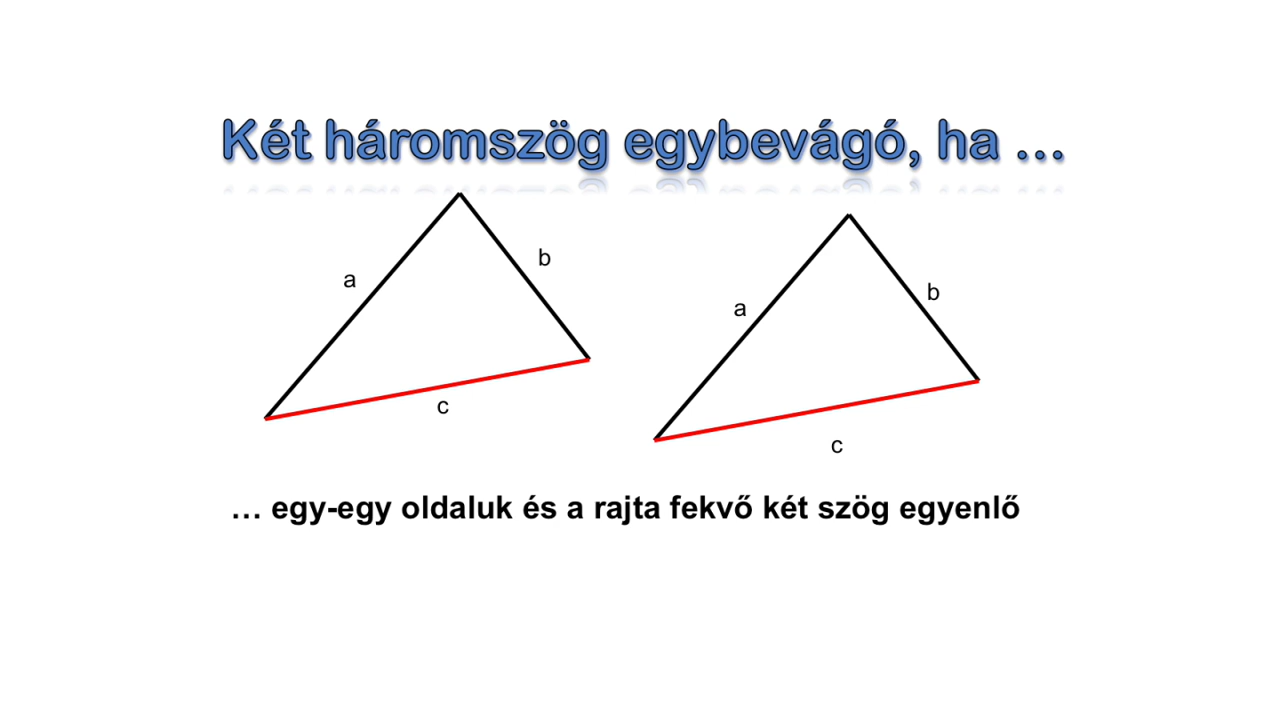 Két háromszög egybevágó, ha …
b
a
b
a
c
c
… egy-egy oldaluk és a rajta fekvő két szög egyenlő